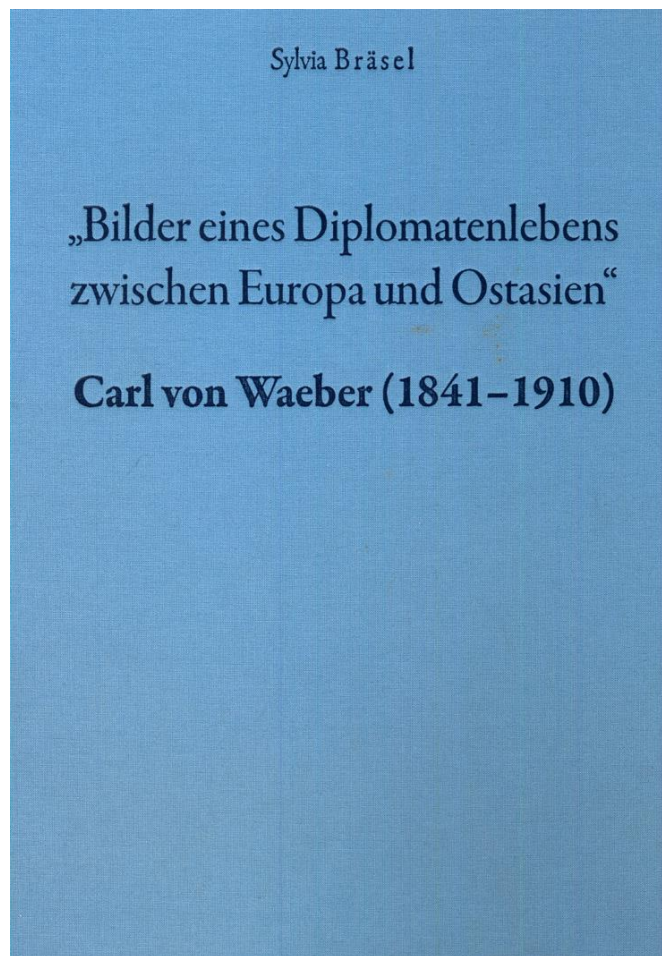 Sylvia Bräsel
„Bilder eines Diplomatenlebens
zwischen Europa und Ostasien“
Carl von Waeber (1841–1910)